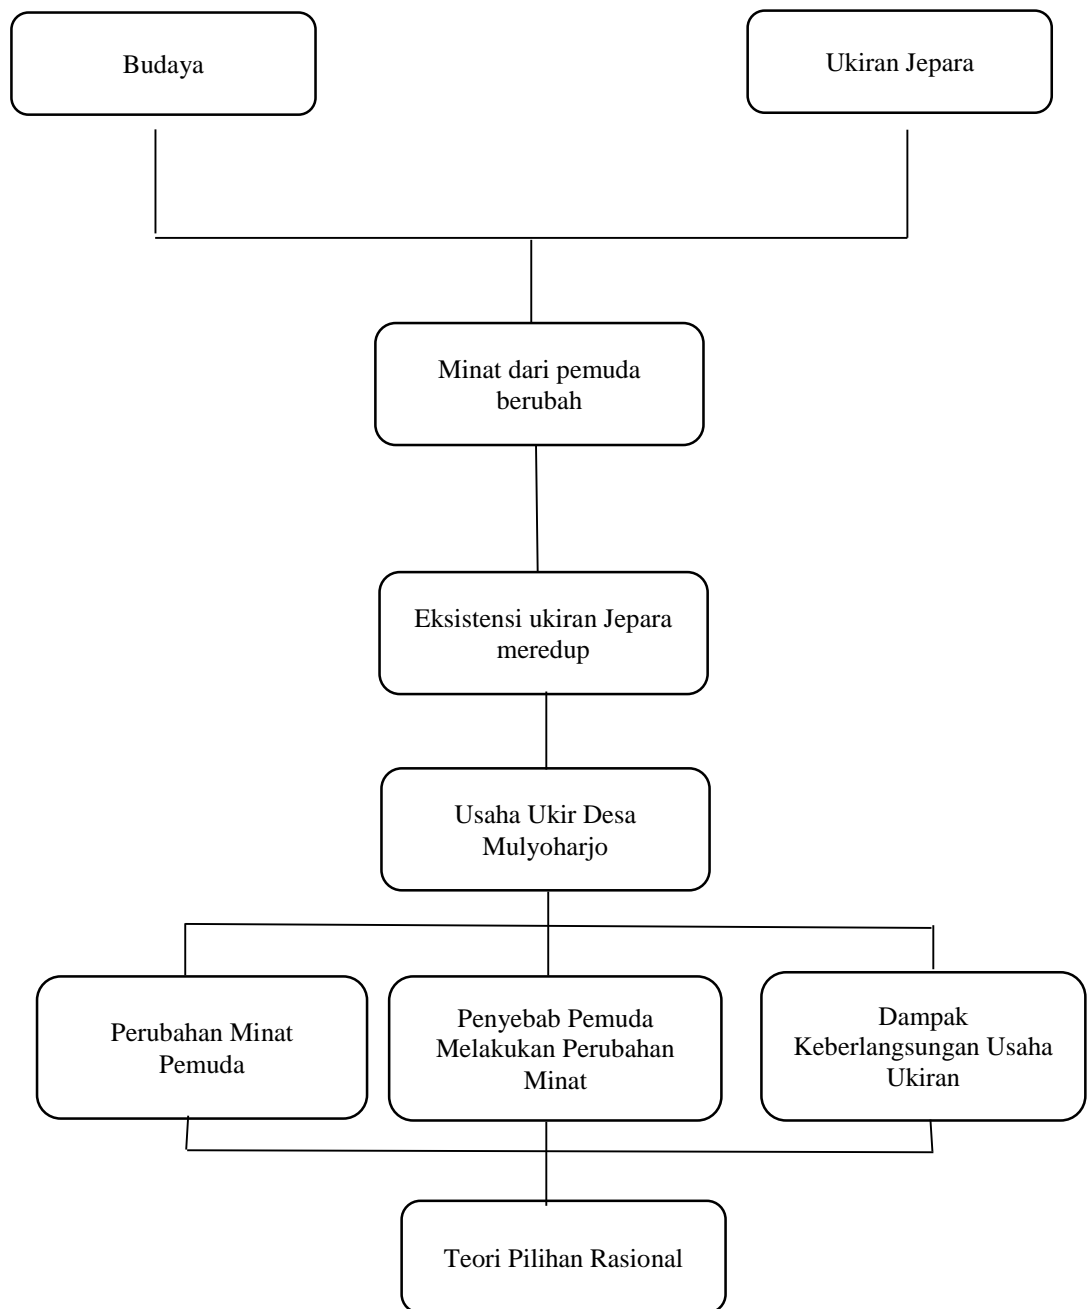 Budaya
Ukiran Jepara
Minat dari pemuda
berubah
Eksistensi ukiran Jepara
meredup
Usaha Ukir Desa
Mulyoharjo
Perubahan Minat
Pemuda
Penyebab Pemuda
Melakukan Perubahan
Minat
Dampak
Keberlangsungan Usaha
Ukiran
Teori Pilihan Rasional